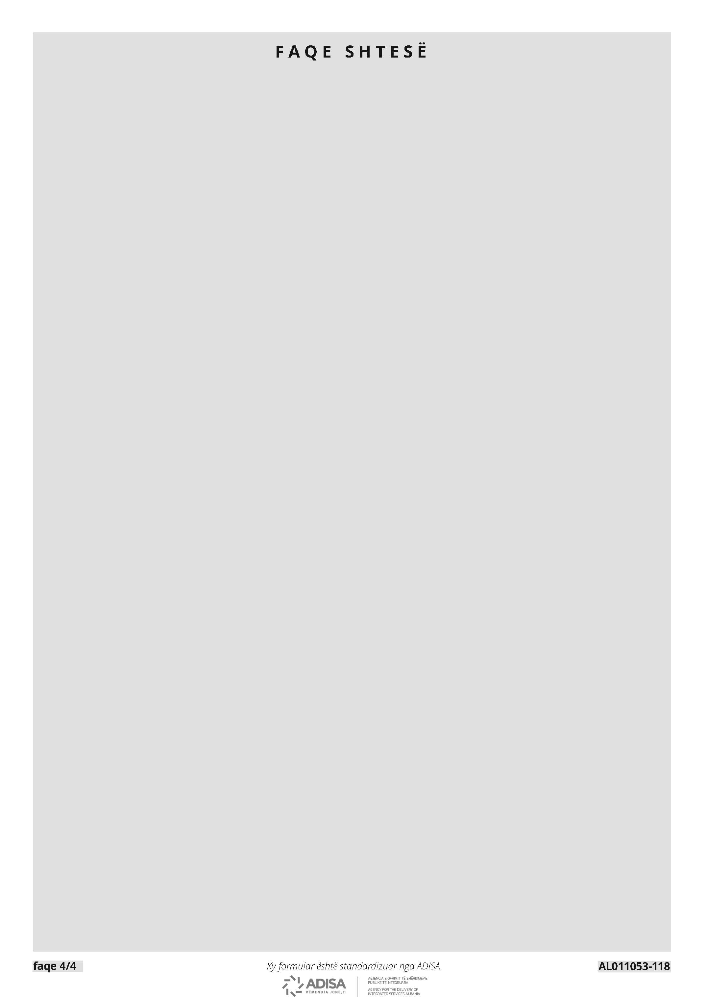 FAQE SHTESË
faqe 4/4
Ky formular është standardizuar nga ADISA
AL011053-118
ADISA
VËMENDJA JONË, TI
AGJENCIA E OFRIMIT TË SHËRBIMEVE
PUBLIKE TË INTEGRUARA
AGENCY FOR THE DELIVERY OF
INTEGRATED SERVICES ALBANIA